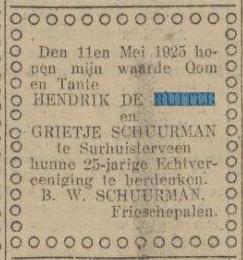 Den 11en Mei 1925 ho-
pen mijn waarde Oom
en Tante
HENDRIK DE RUITER
en
GRIETJE SCHUURMAN
te Surhuisterveen
hunne 25-jarige Echtver-
eeniging te herdenken.
B. W. SCHUURMAN,
Frieschepalen.